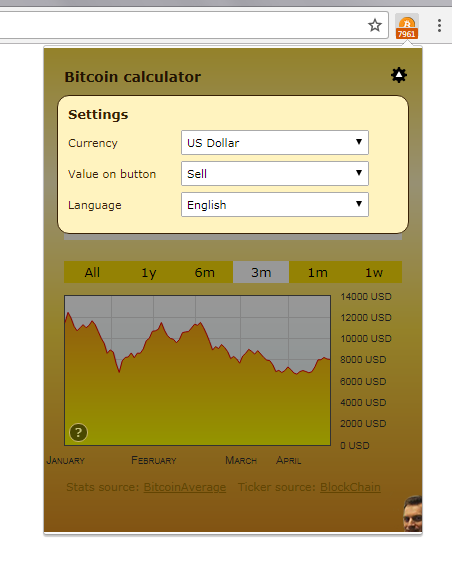 7961
Bitcoin calculator
Settings
Currency US Dollar
Value on button Sell
Language English
All 1y 6m 3m 1m 1w
14000 USD
12000 USD
10000 USD
8000 USD
6000 USD
4000 USD
2000 USD
0 USD
?
January February March April
Stats source: BitcoinAverage Ticker source: BlockChain